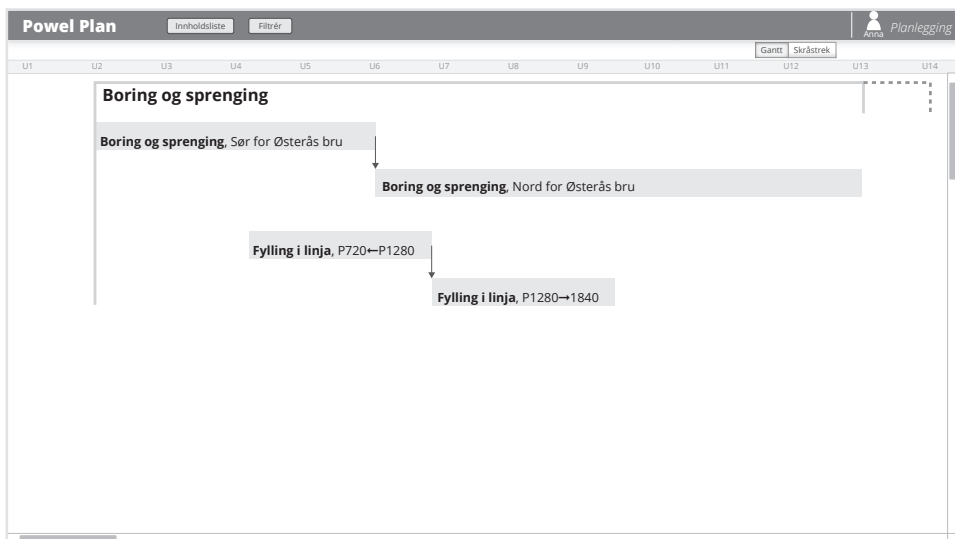 Powel Plan Innholdsliste Filtrér Anna Planlegging
Gantt Skråstrek
U1 U2 U3 U4 U5 U6 U7 U8 U9 U10 U11 U12 U13 U14
Boring og sprenging
Boring og sprenging, Sør for Østerås bru
Boring og sprenging, Nord for Østerås bru
Fylling i linja, P720←P1280
Fylling i linja, P1280→1840